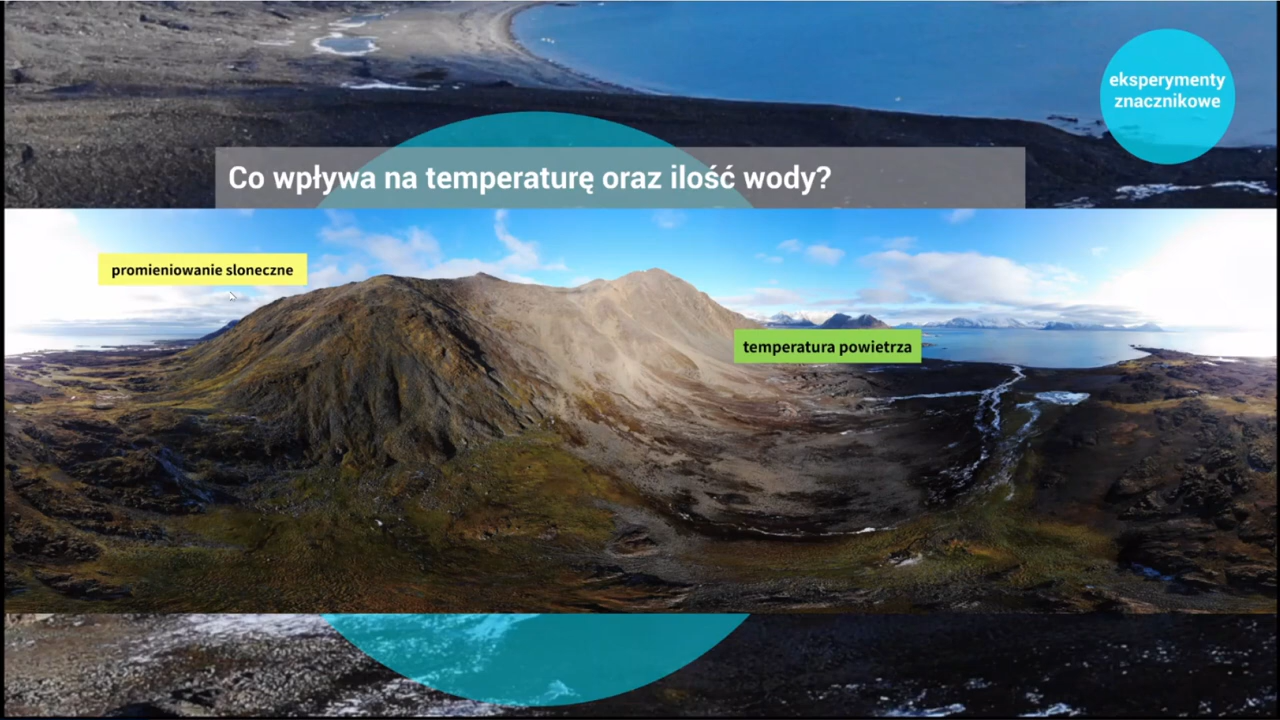 eksperymenty
znacznikowe
Co wpływa na temperaturę oraz ilość wody?
promieniowanie sloneczne
temperatura powietrza